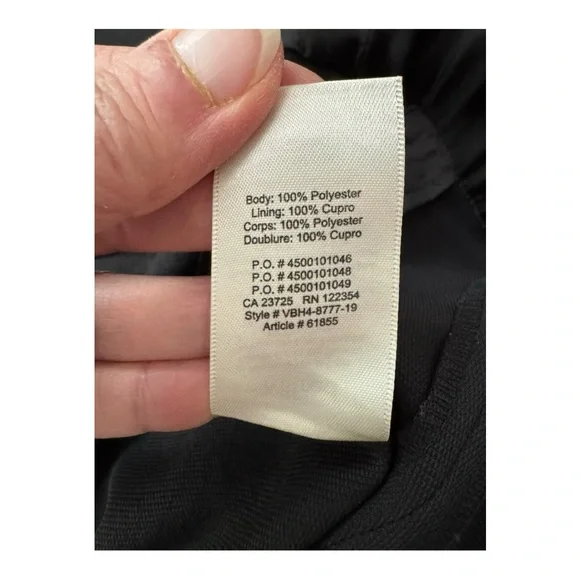 Body: 100% Polyester
Lining: 100% Cupro
Corps: 100% Polyester
Doublure: 100% Cupro
P.O. # 4500101046
P.O. # 4500101048
P.O. # 4500101049
CA 23725 RN 122354
Style # VBH4-8777-19
Article # 61855